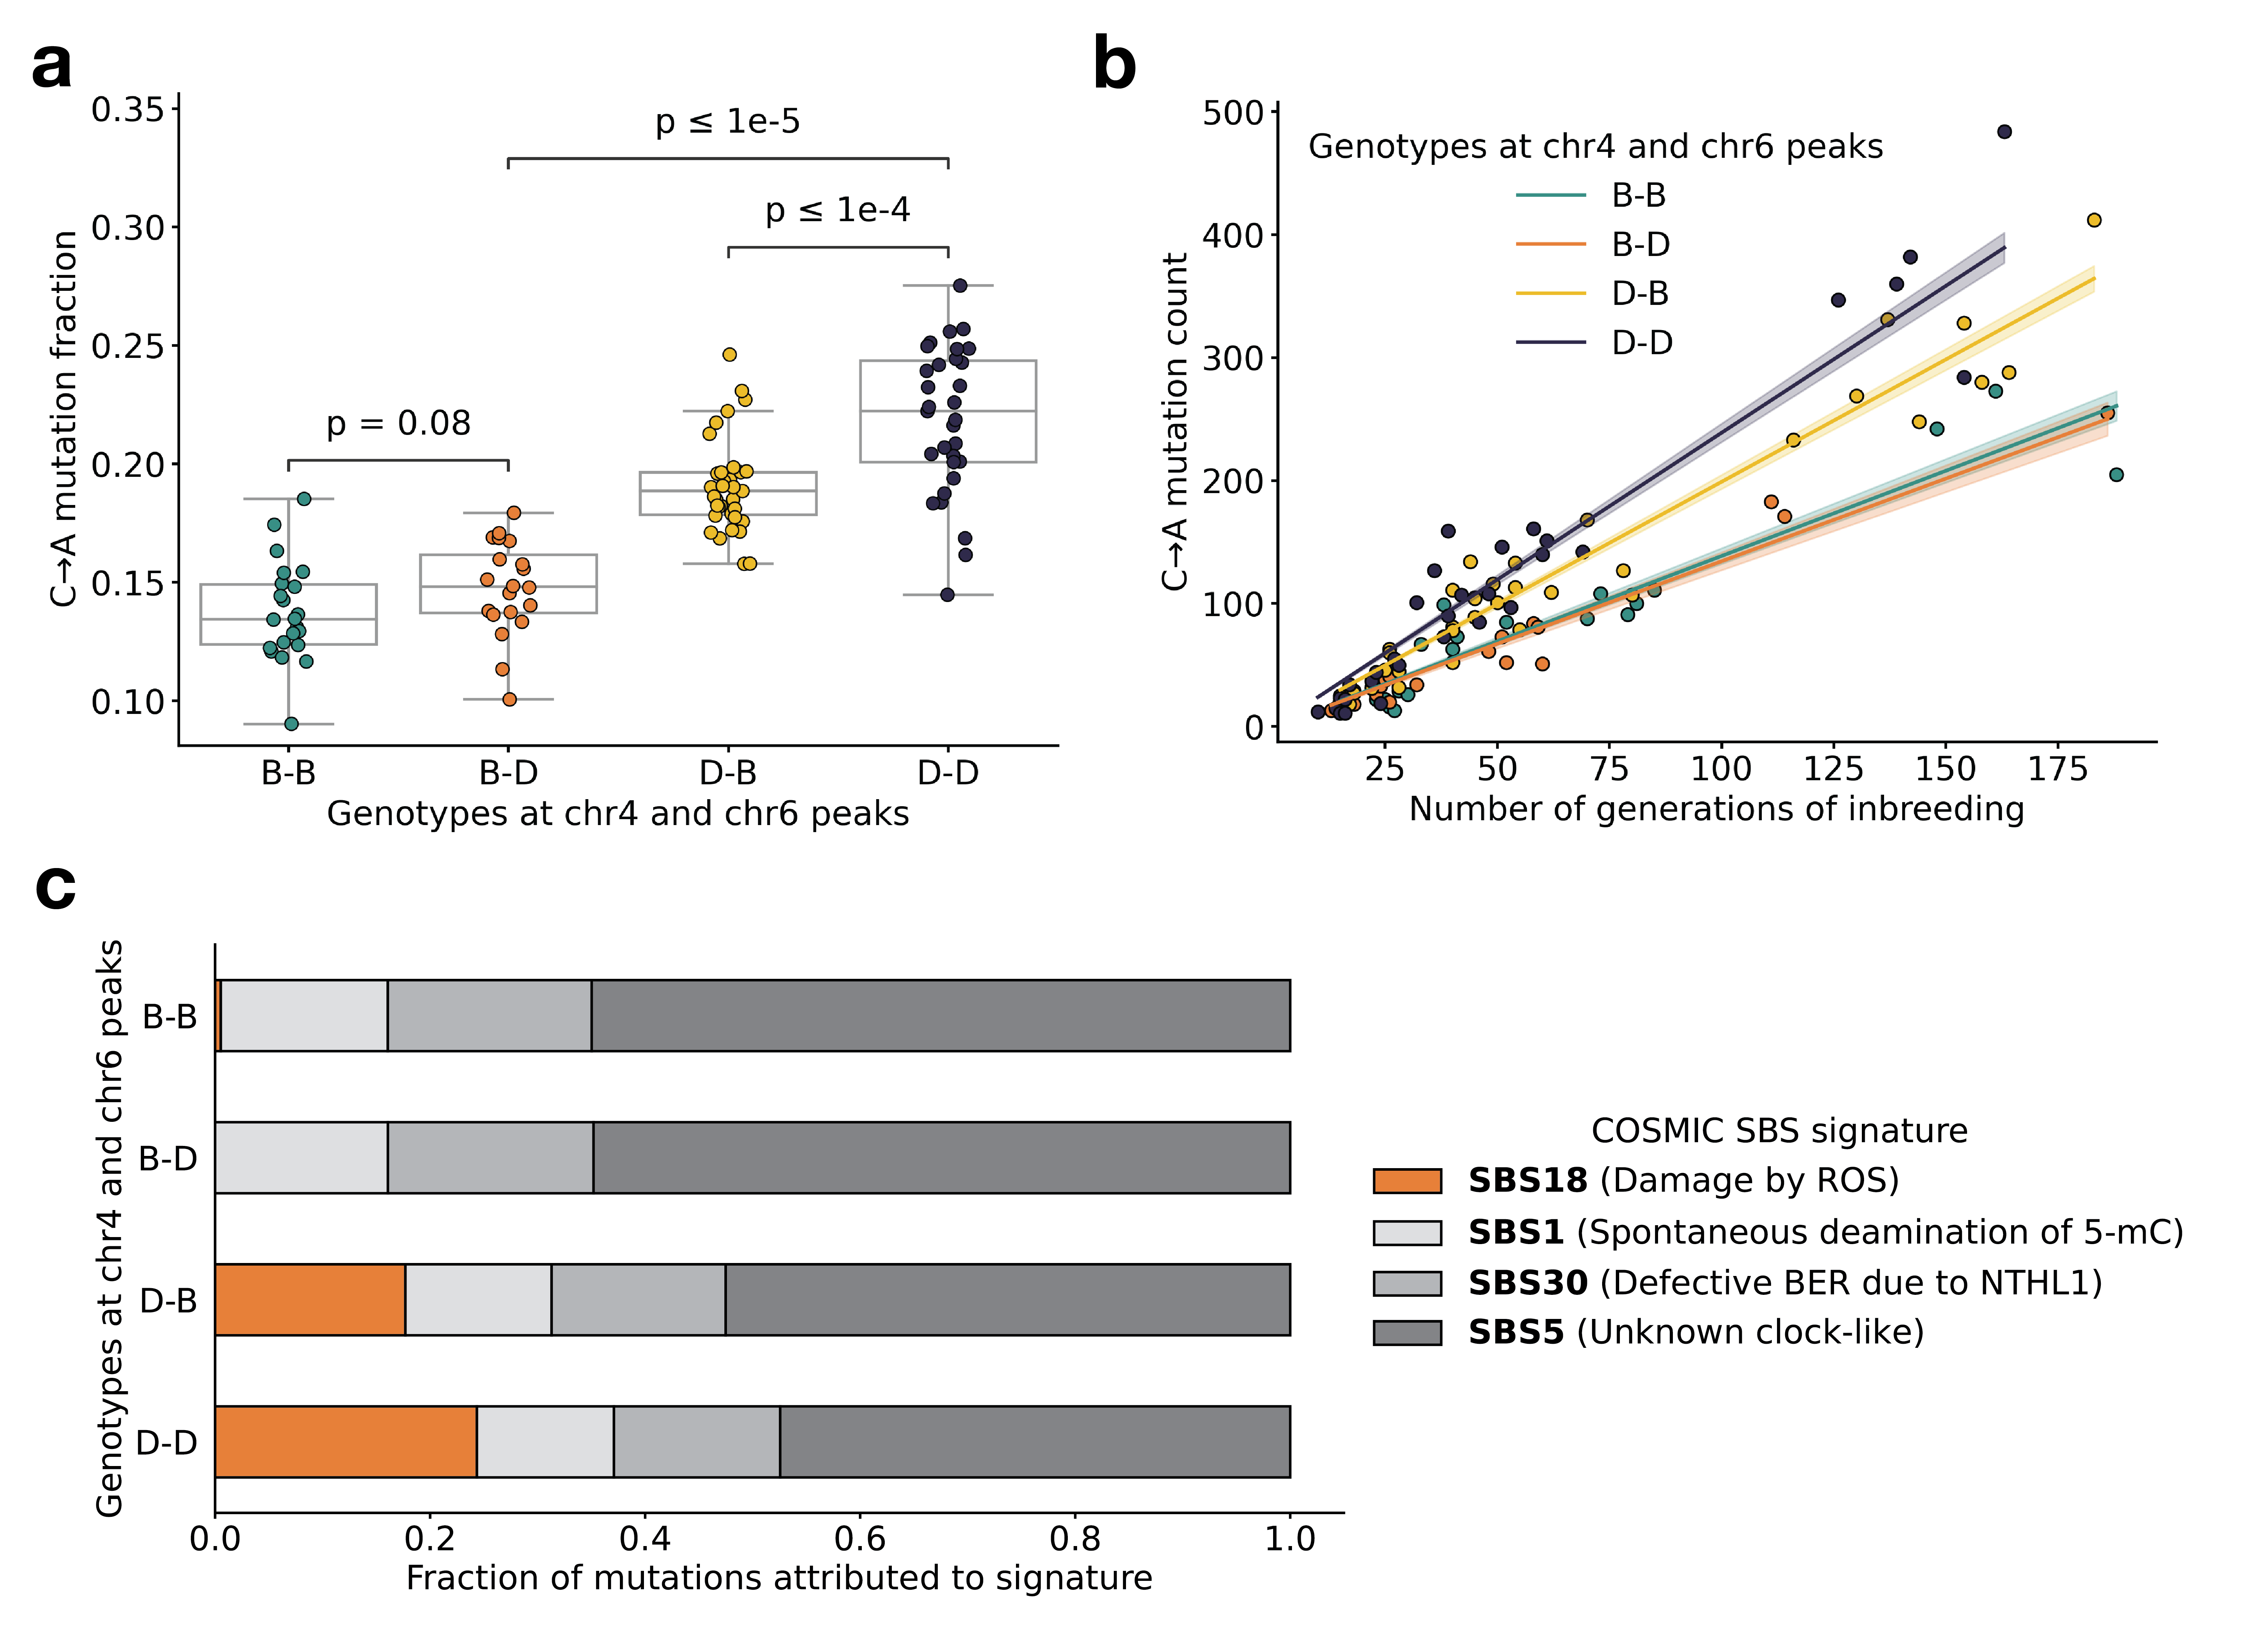 a
0.35
0.30
0.25
0.20
0.15
0.10
C→A mutation fraction
p ≤ 1e-5
p ≤ 1e-4
p = 0.08
B-B
B-D
D-B
D-D
Genotypes at chr4 and chr6 peaks
b
500
400
300
200
100
0
C→A mutation count
Genotypes at chr4 and chr6 peaks
B-B
B-D
D-B
D-D
25 50 75 100 125 150 175
Number of generations of inbreeding
c
Genotypes at chr4 and chr6 peaks
B-B
B-D
D-B
D-D
0.0 0.2 0.4 0.6 0.8 1.0
Fraction of mutations attributed to signature
COSMIC SBS signature
SBS18 (Damage by ROS)
SBS1 (Spontaneous deamination of 5-mC)
SBS30 (Defective BER due to NTHL1)
SBS5 (Unknown clock-like)